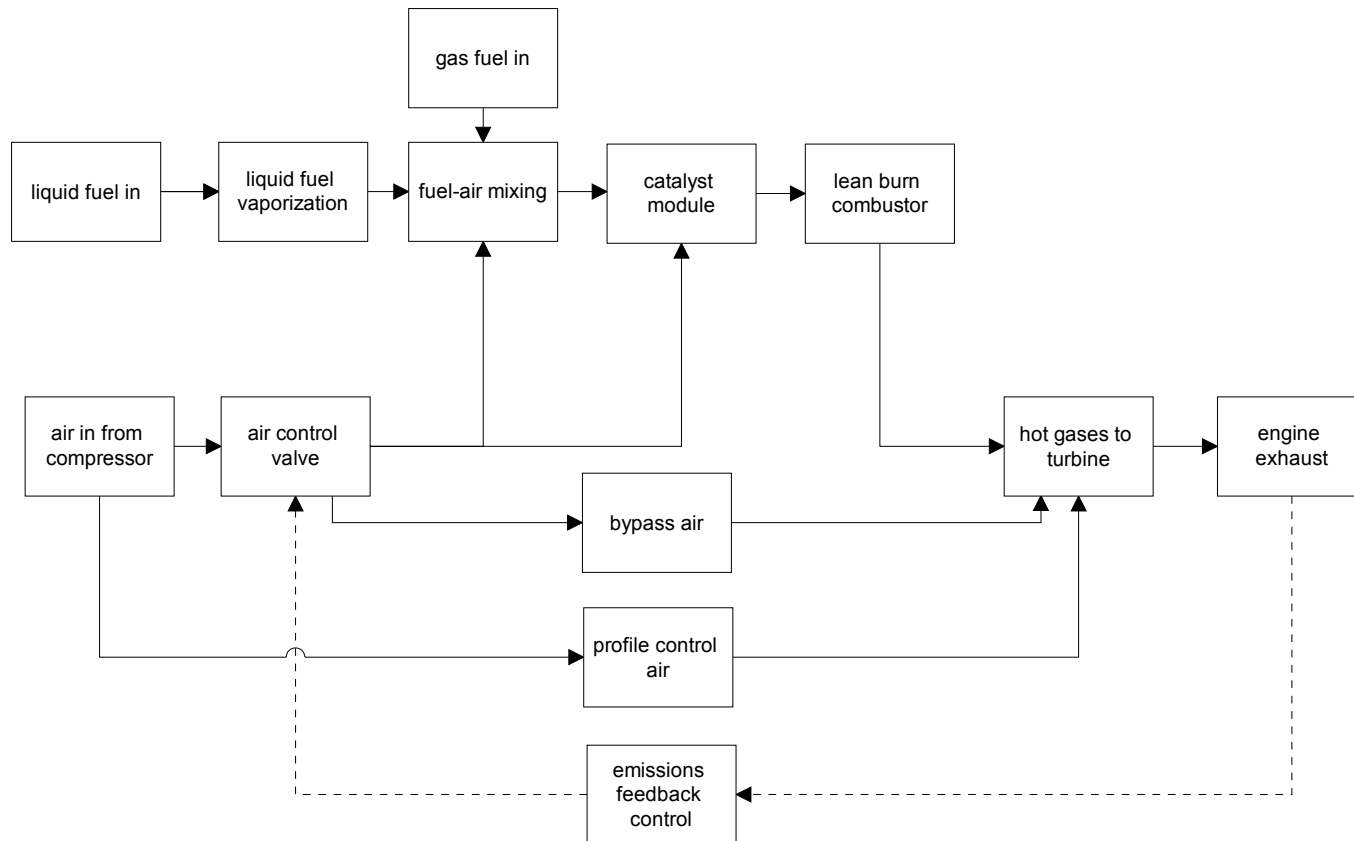 gas fuel in
liquid fuel in
liquid fuel
vaporization
fuel-air mixing
catalyst
module
lean burn
combustor
air in from
compressor
air control
valve
hot gases to
turbine
engine
exhaust
bypass air
profile control
air
emissions
feedback
control